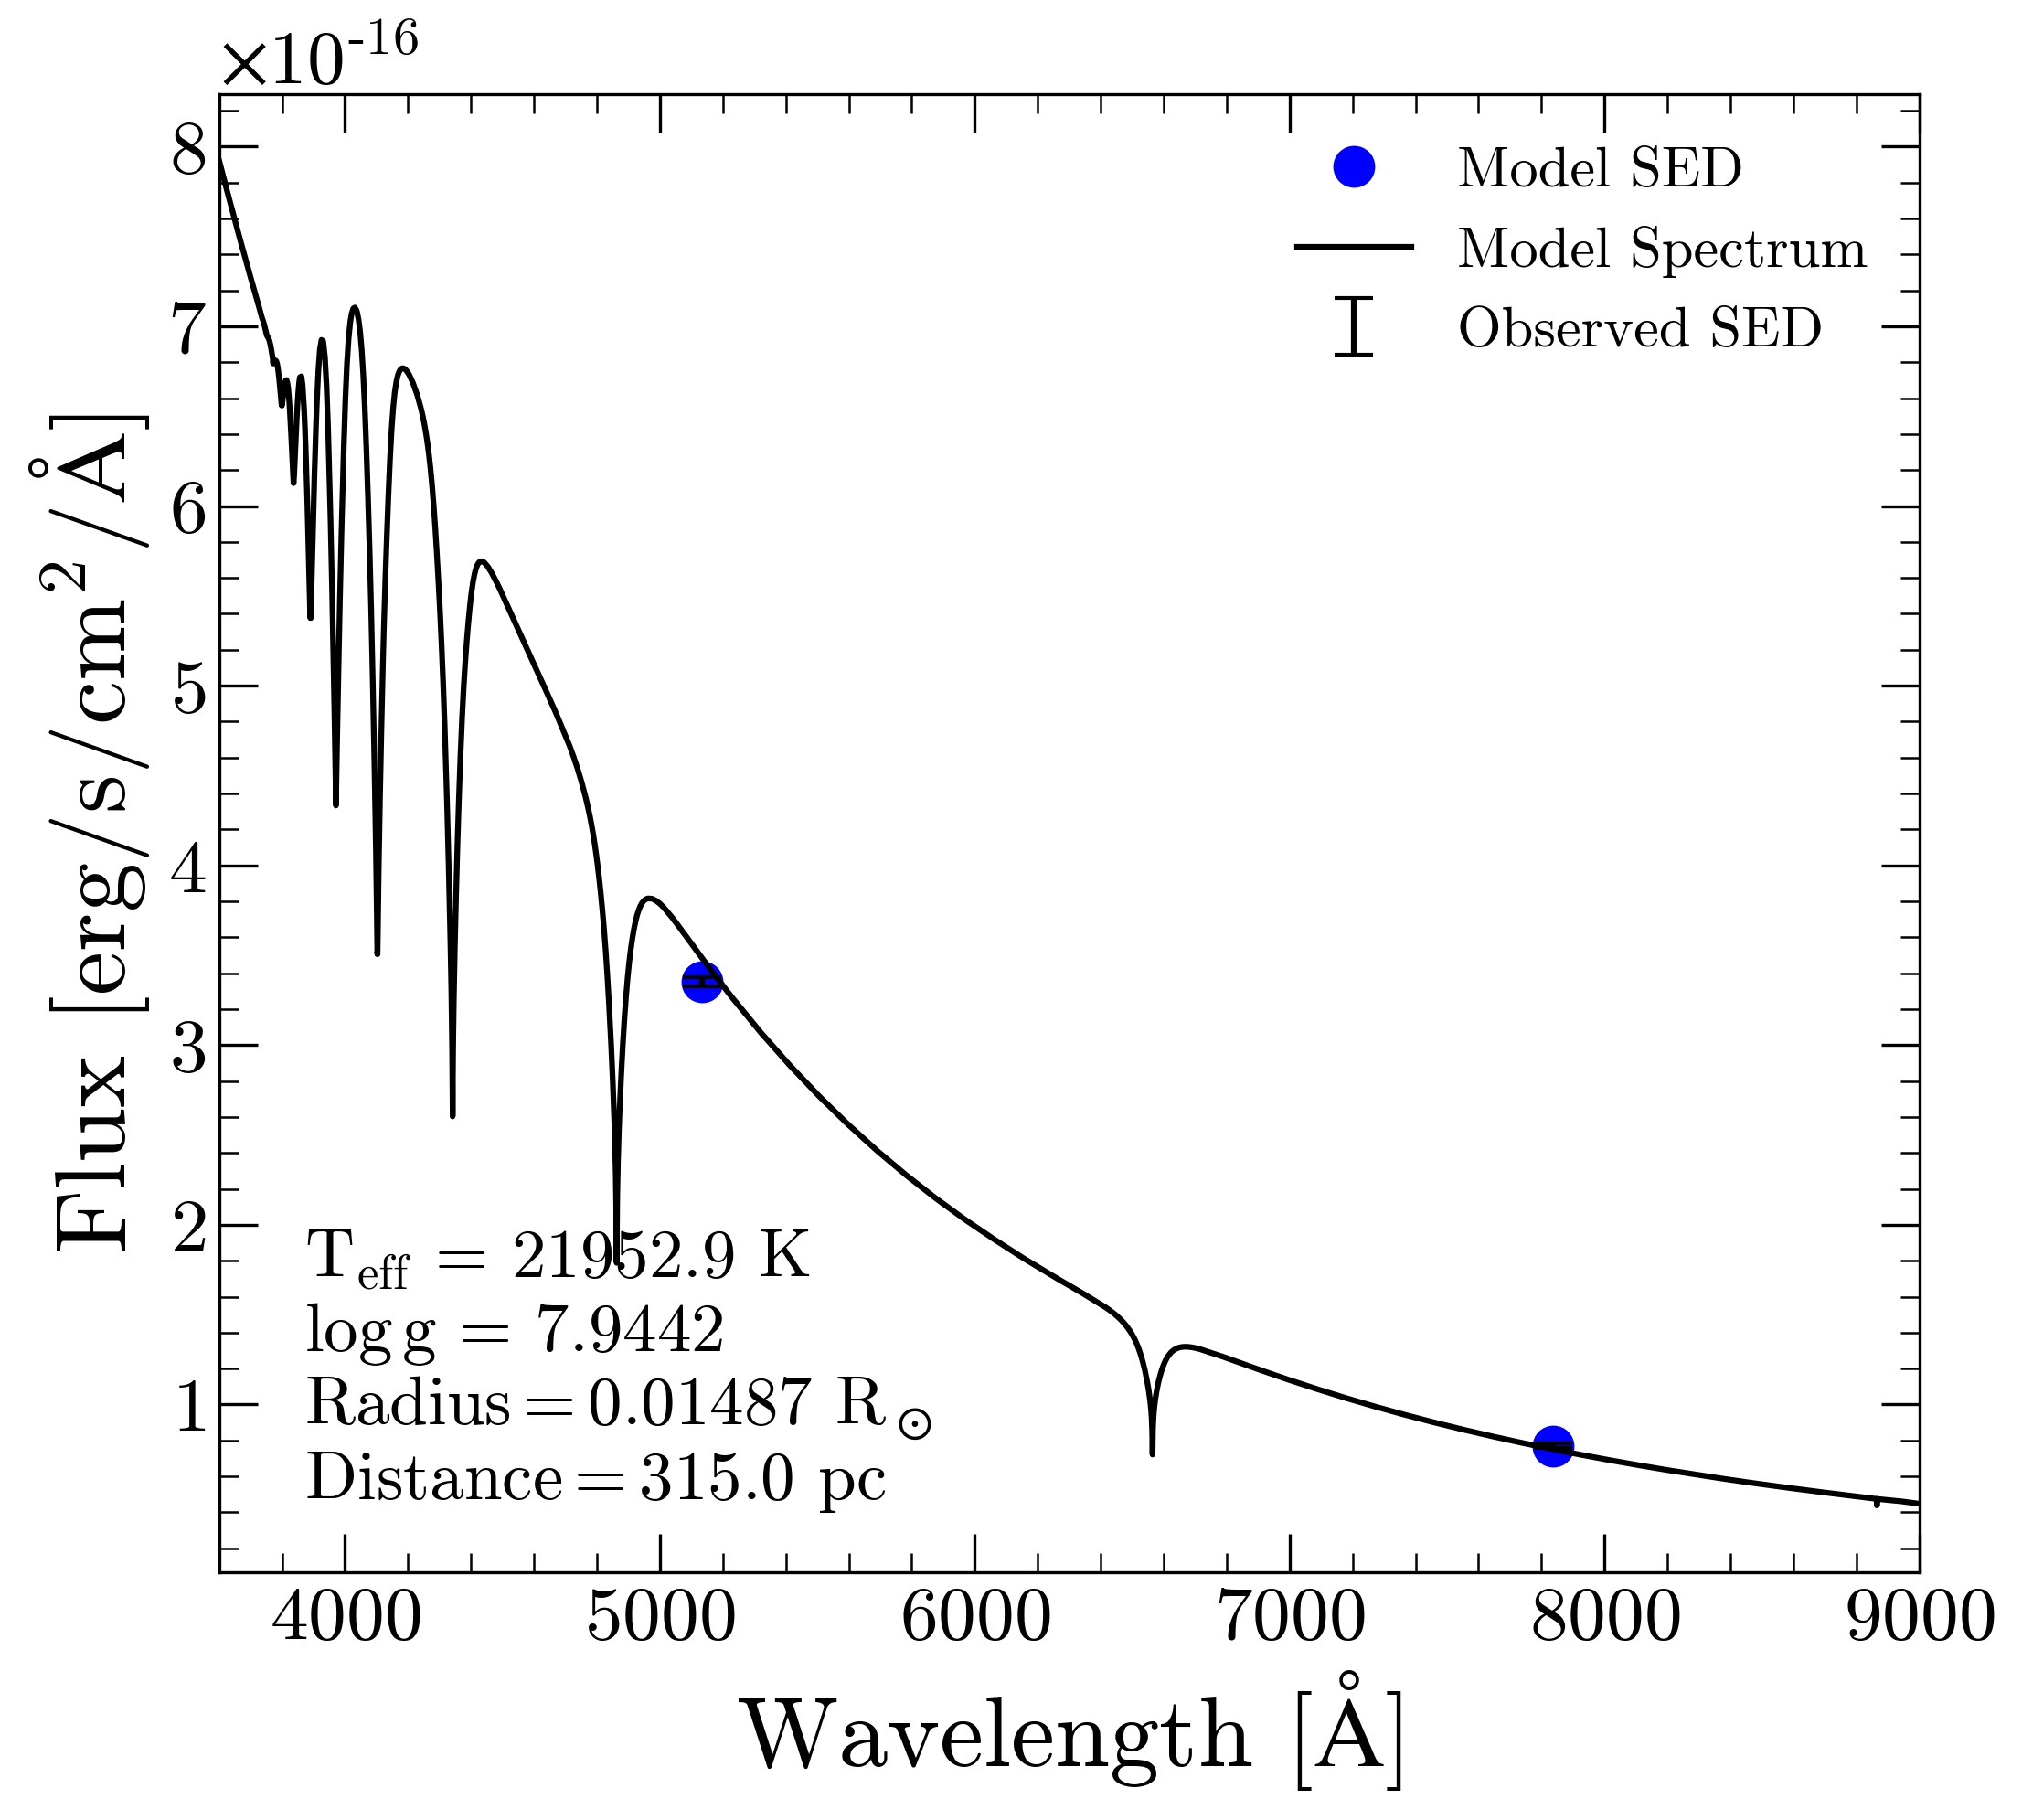 ×10⁻¹⁶
8
7
6
5
4
3
2
1
Flux [erg/s/cm²/Å]
Model SED
Model Spectrum
Observed SED
T_eff = 21952.9 K
log g = 7.9442
Radius = 0.01487 R_⊙
Distance = 315.0 pc
4000 5000 6000 7000 8000 9000
Wavelength [Å]